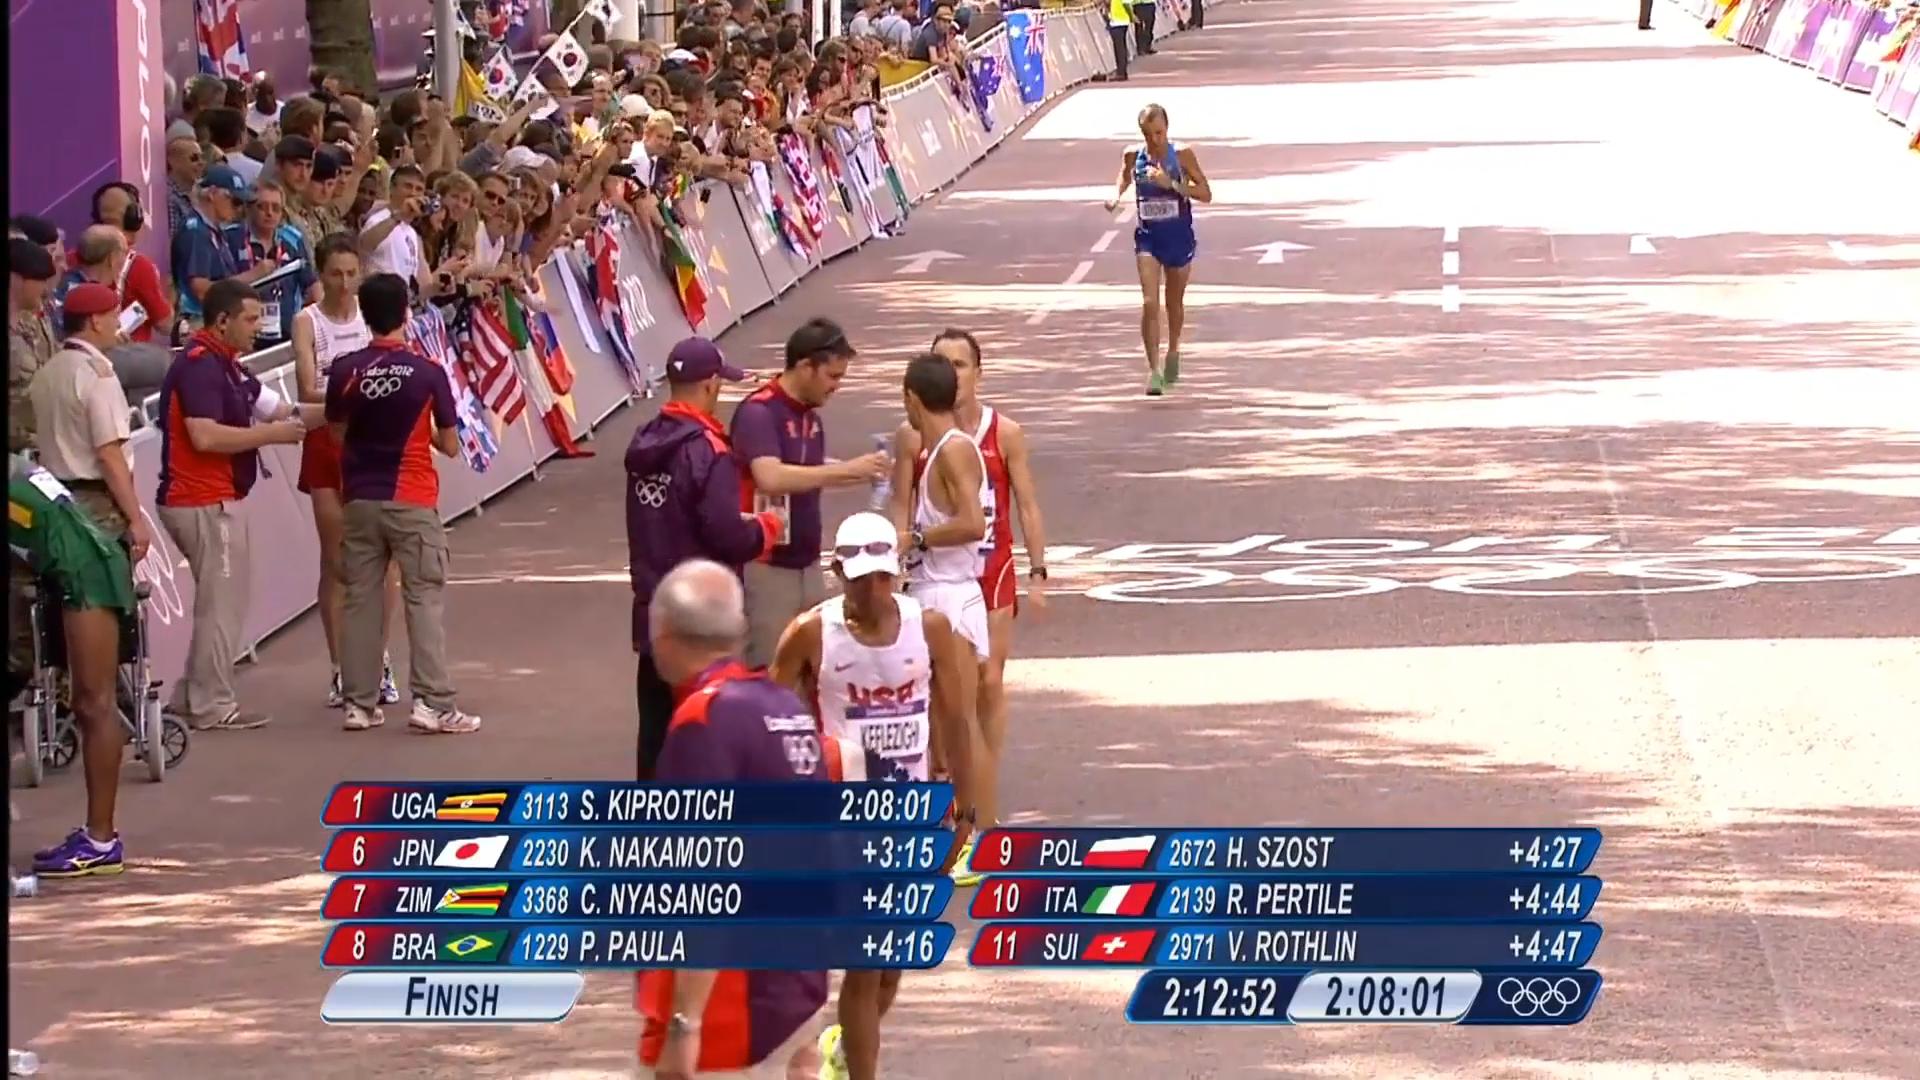 London 2012
USA
KEFLEZIGHI
1 UGA 3113 S. KIPROTICH 2:08:01
6 JPN 2230 K. NAKAMOTO +3:15
7 ZIM 3368 C. NYASANGO +4:07
8 BRA 1229 P. PAULA +4:16
9 POL 2672 H. SZOST +4:27
10 ITA 2139 R. PERTILE +4:44
11 SUI 2971 V. ROTHLIN +4:47
FINISH
2:12:52 2:08:01